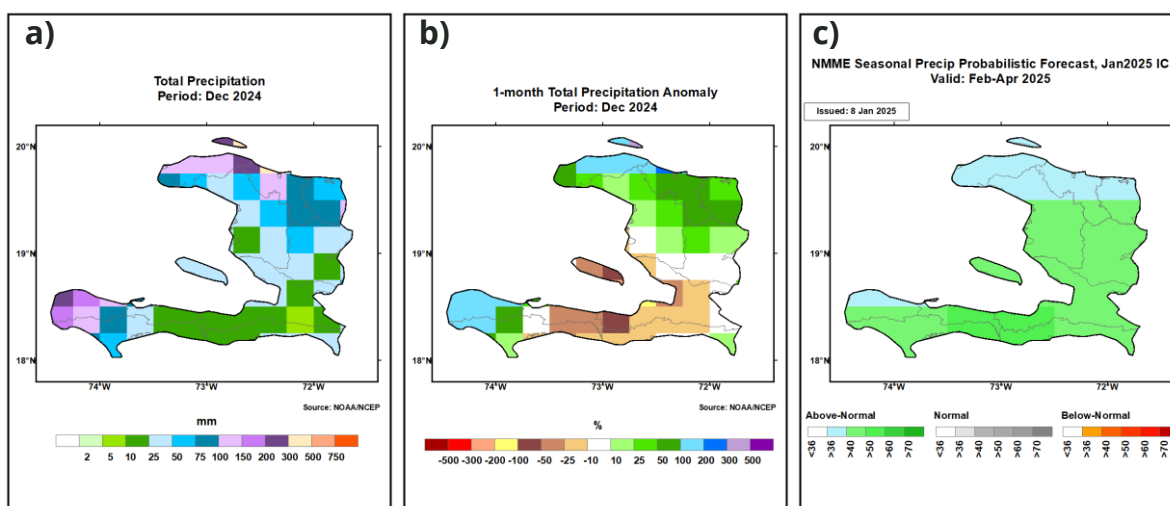 a)
Total Precipitation
Period: Dec 2024
20°N
19°N
18°N
74°W 73°W 72°W
Source: NOAA/NCEP
mm
2 5 10 25 50 75 100 150 200 300 500 750
b)
1-month Total Precipitation Anomaly
Period: Dec 2024
20°N
19°N
18°N
74°W 73°W 72°W
Source: NOAA/NCEP
%
-500 -300 -200 -100 -50 -25 -10 10 25 50 100 200 300 500
c)
NMME Seasonal Precip Probabilistic Forecast, Jan2025 IC
Valid: Feb-Apr 2025
Issued: 8 Jan 2025
20°N
19°N
18°N
74°W 73°W 72°W
Above-Normal Normal Below-Normal
<36 >36 >40 >50 >60 >70 <36 >36 >40 >50 >60 >70 <36 >36 >40 >50 >60 >70